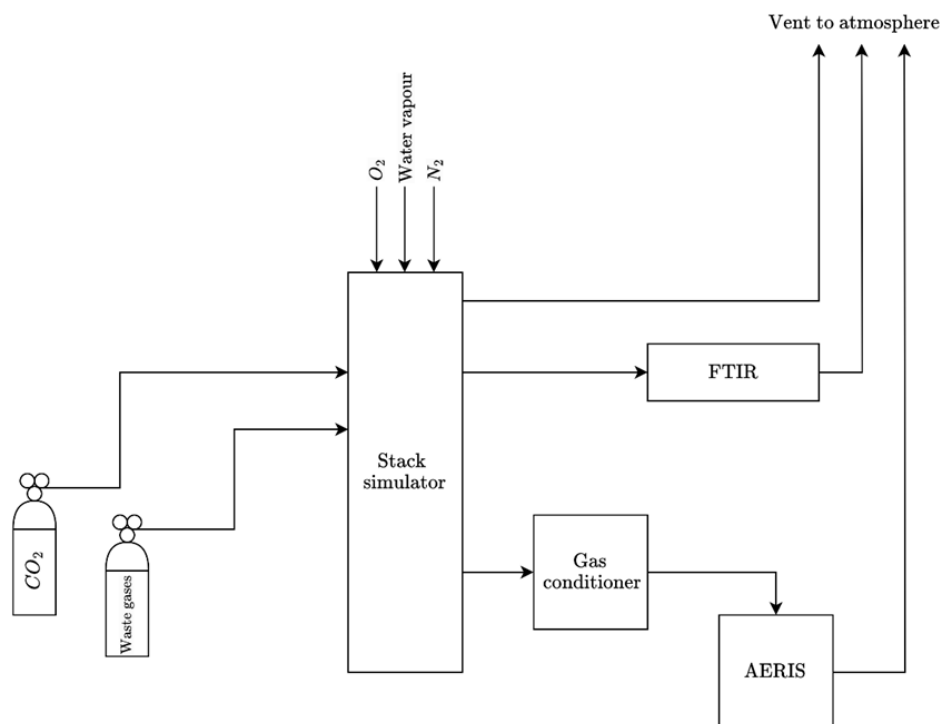 Vent to atmosphere
O₂
Water vapour
N₂
FTIR
Stack
simulator
CO₂
Waste gases
Gas
conditioner
AERIS